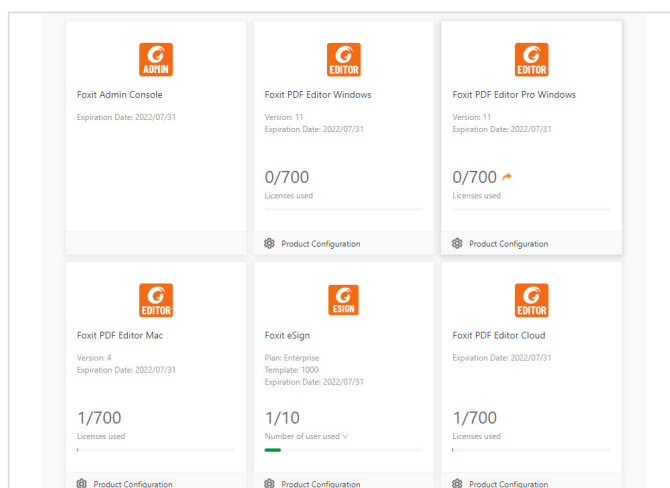 ADMIN
Foxit Admin Console
Expiration Date: 2022/07/31
EDITOR
Foxit PDF Editor Windows
Version: 11
Expiration Date: 2022/07/31
0/700
Licenses used
Product Configuration
EDITOR
Foxit PDF Editor Pro Windows
Version: 11
Expiration Date: 2022/07/31
0/700
Licenses used
Product Configuration
EDITOR
Foxit PDF Editor Mac
Version: 4
Expiration Date: 2022/07/31
1/700
Licenses used
Product Configuration
ESIGN
Foxit eSign
Plan: Enterprise
Template: 1000
Expiration Date: 2022/07/31
1/10
Number of user used
Product Configuration
EDITOR
Foxit PDF Editor Cloud
Expiration Date: 2022/07/31
1/700
Licenses used
Product Configuration